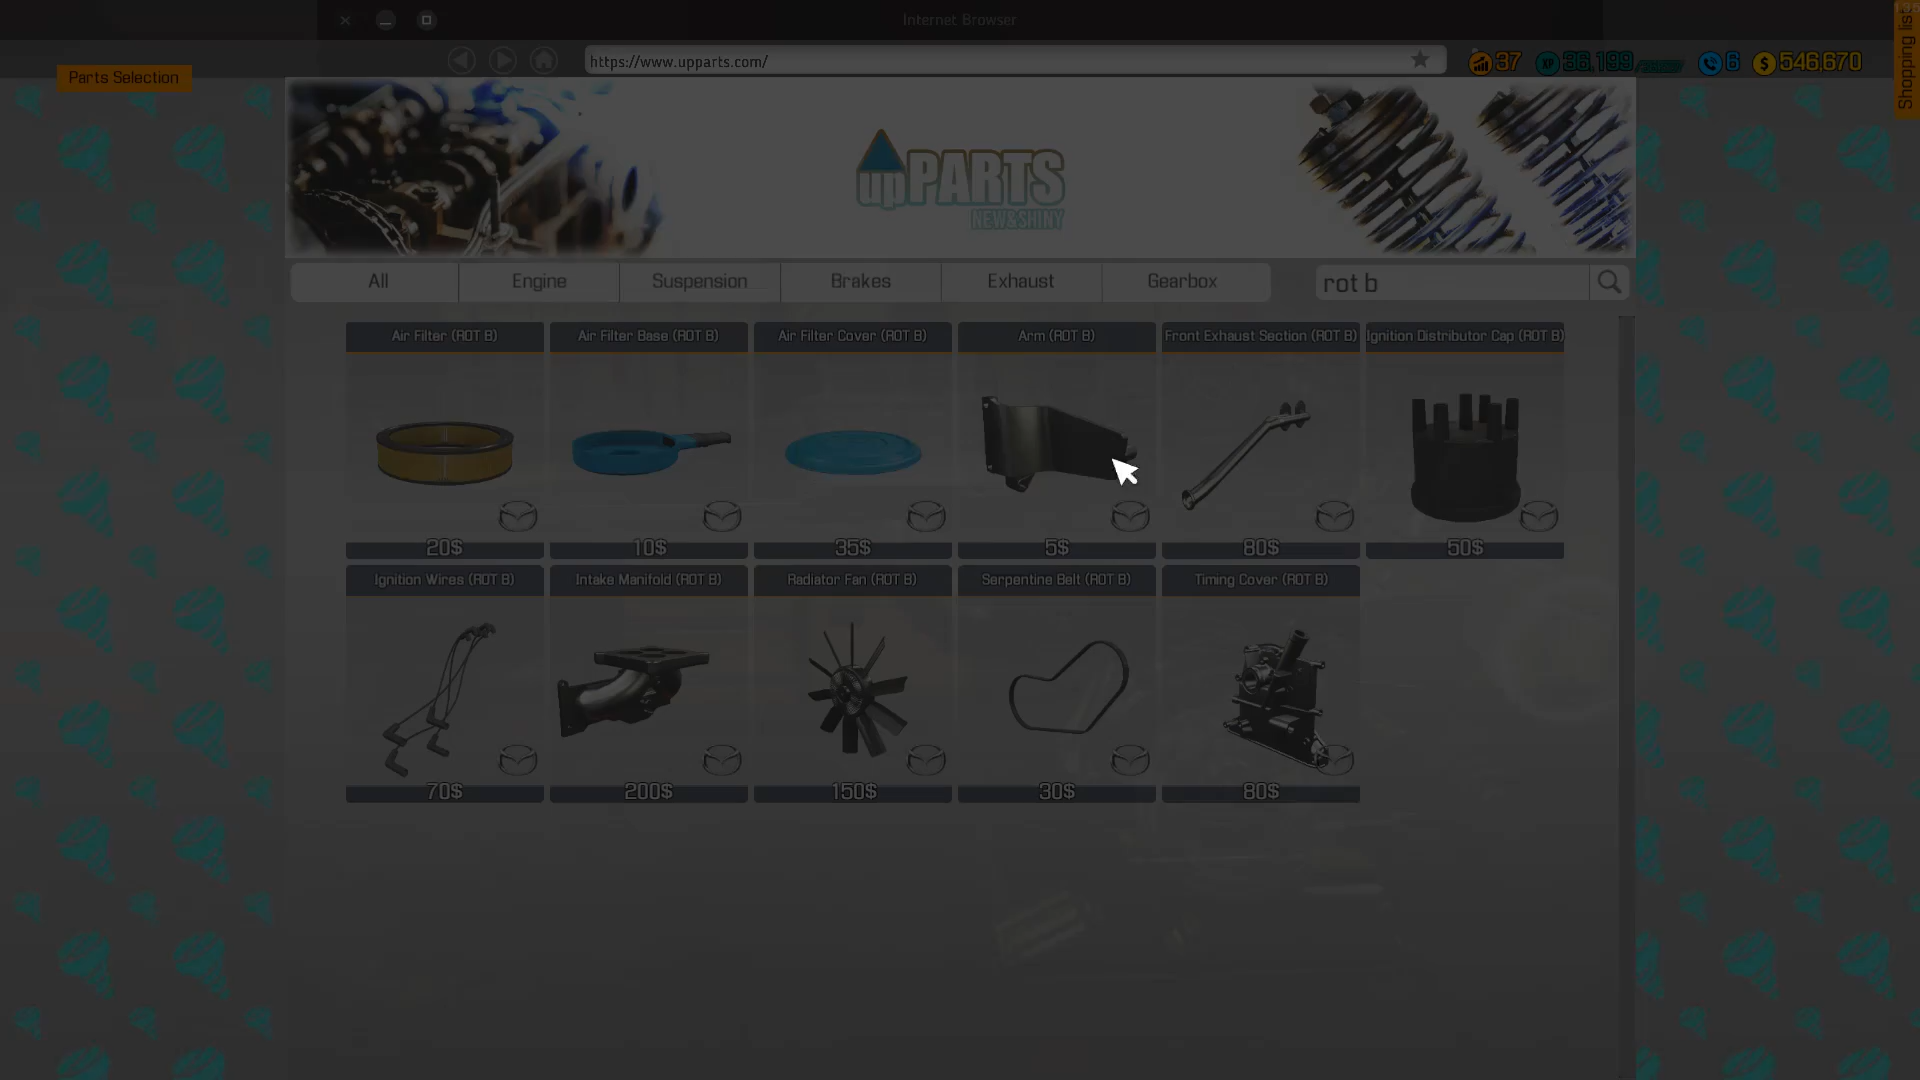 Internet Browser
Parts Selection
https://www.upparts.com/
37
XP
6
$ 546,670
Shopping list
upPARTS
NEW&SHINY
All
Engine
Suspension
Brakes
Exhaust
Gearbox
rot b
Air Filter (ROT B)
Air Filter Base (ROT B)
Air Filter Cover (ROT B)
Arm (ROT B)
Front Exhaust Section (ROT B)
Ignition Distributor Cap (ROT B)
20$
10$
35$
5$
80$
50$
Ignition Wires (ROT B)
Intake Manifold (ROT B)
Radiator Fan (ROT B)
Serpentine Belt (ROT B)
Timing Cover (ROT B)
70$
200$
150$
30$
80$